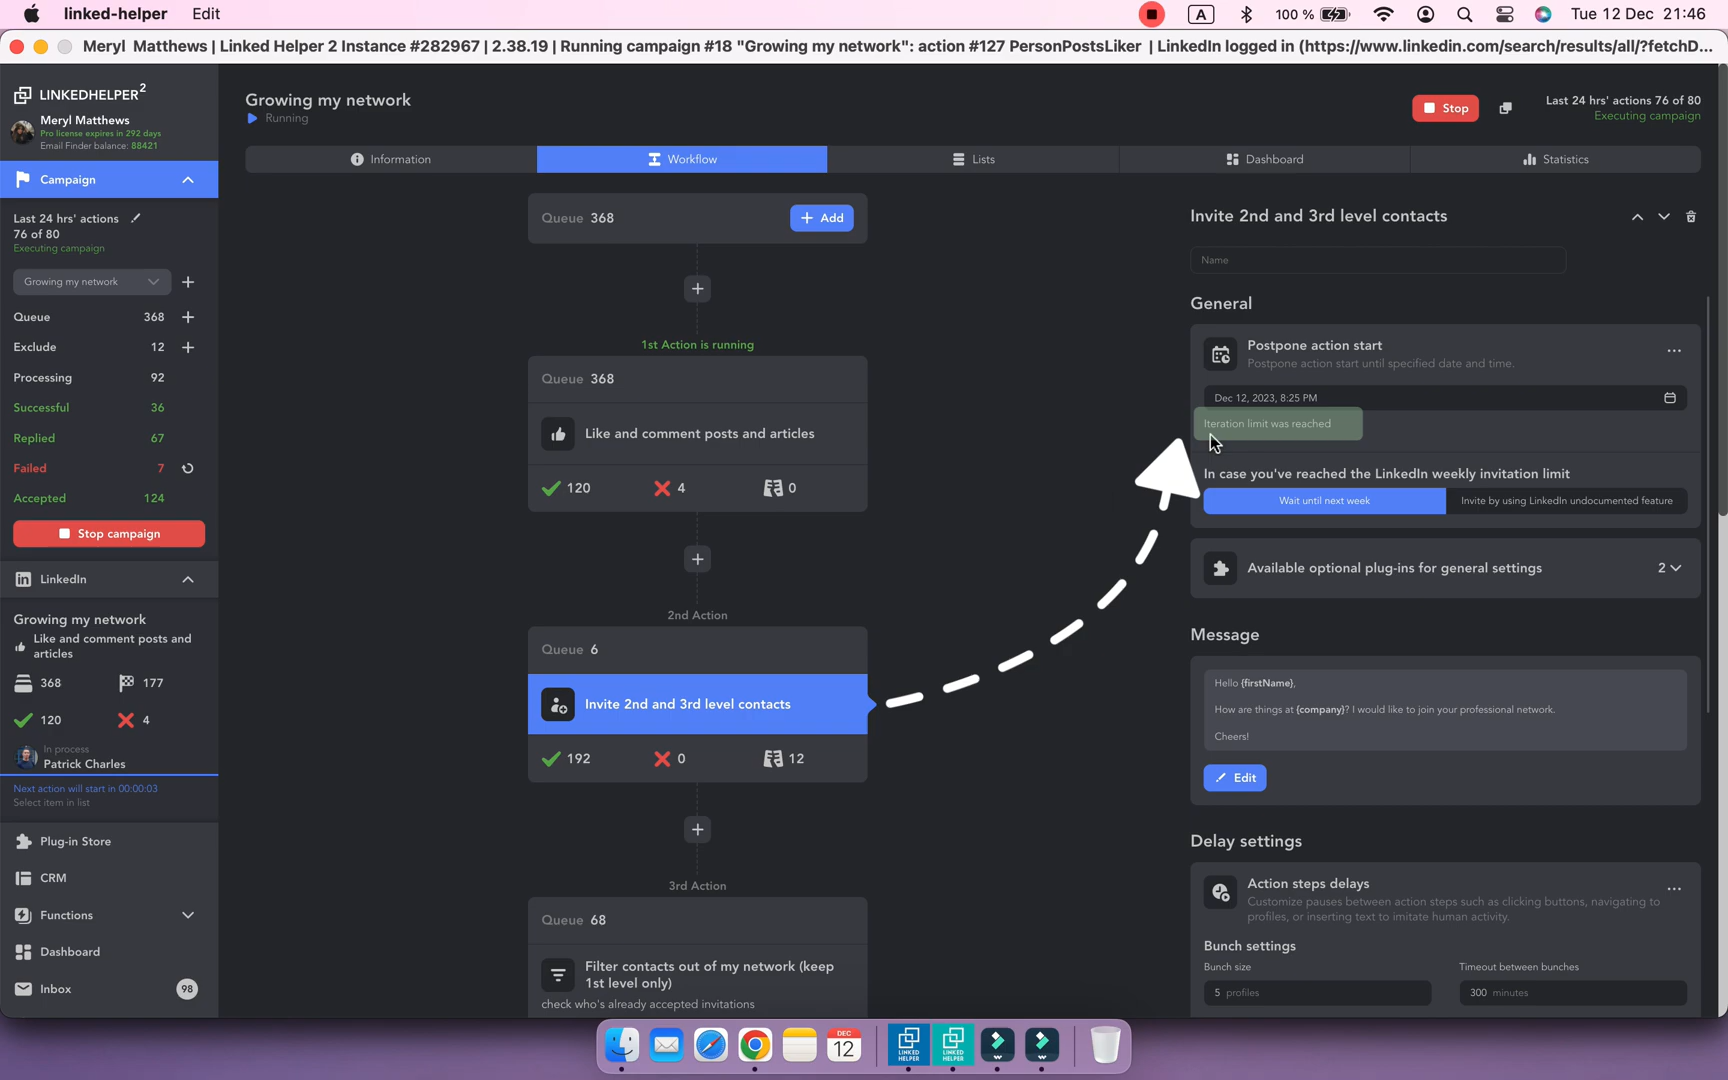 linked-helper Edit A 100 % Tue 12 Dec 21:46
Meryl Matthews | Linked Helper 2 Instance #282967 | 2.38.19 | Running campaign #18 "Growing my network": action #127 PersonPostsLiker | LinkedIn logged in (https://www.linkedin.com/search/results/all/?fetchD...
LINKEDHELPER2
Meryl Matthews
Pro license expires in 292 days
Email Finder balance: 88421
Campaign
Last 24 hrs' actions
76 of 80
Executing campaign
Growing my network
Queue 368
Exclude 12
Processing 92
Successful 36
Replied 67
Failed 7
Accepted 124
Stop campaign
LinkedIn
Growing my network
Like and comment posts and
articles
368 177
120 4
In process
Patrick Charles
Next action will start in 00:00:03
Select item in list
Plug-in Store
CRM
Functions
Dashboard
Inbox 98
Growing my network
Running
Stop
Last 24 hrs' actions 76 of 80
Executing campaign
Information Workflow Lists Dashboard Statistics
Queue 368
Add
1st Action is running
Queue 368
Like and comment posts and articles
120 4 0
2nd Action
Queue 6
Invite 2nd and 3rd level contacts
192 0 12
3rd Action
Queue 68
Filter contacts out of my network (keep
1st level only)
check who's already accepted invitations
Invite 2nd and 3rd level contacts
Name
General
Postpone action start
Postpone action start until specified date and time.
Dec 12, 2023, 8:25 PM
Iteration limit was reached
In case you've reached the LinkedIn weekly invitation limit
Wait until next week Invite by using LinkedIn undocumented feature
Available optional plug-ins for general settings 2
Message
Hello {firstName},
How are things at {company}? I would like to join your professional network.
Cheers!
Edit
Delay settings
Action steps delays
Customize pauses between action steps such as clicking buttons, navigating to
profiles, or inserting text to imitate human activity.
Bunch settings
Bunch size Timeout between bunches
5 profiles 300 minutes
DEC
12
LINKED
HELPER
LINKED
HELPER